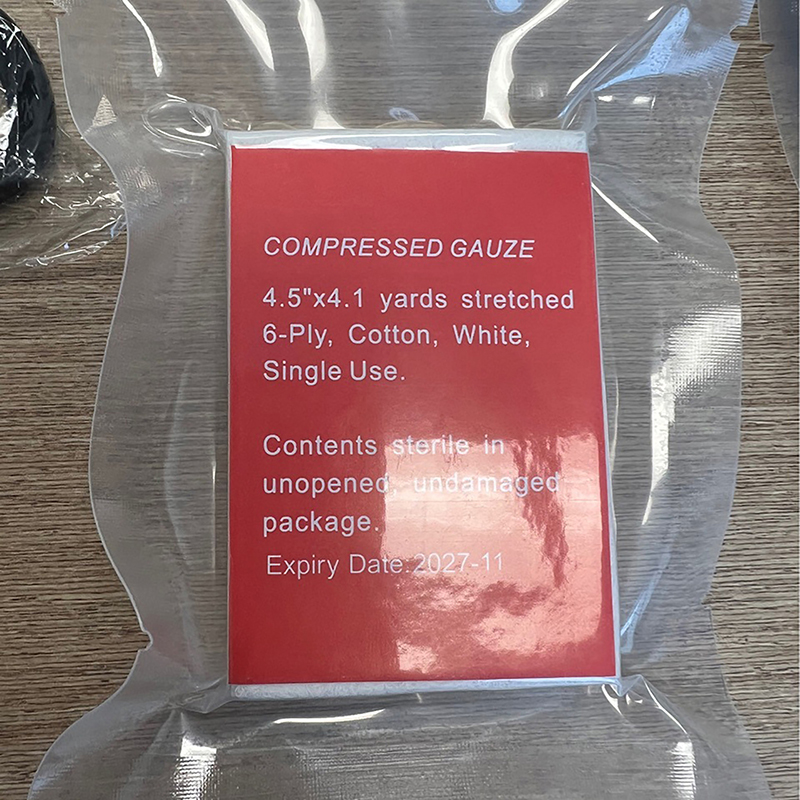 COMPRESSED GAUZE
4.5"x4.1 yards stretched
6-Ply, Cotton, White,
Single Use.
Contents sterile in
unopened, undamaged
package.
Expiry Date:2027-11